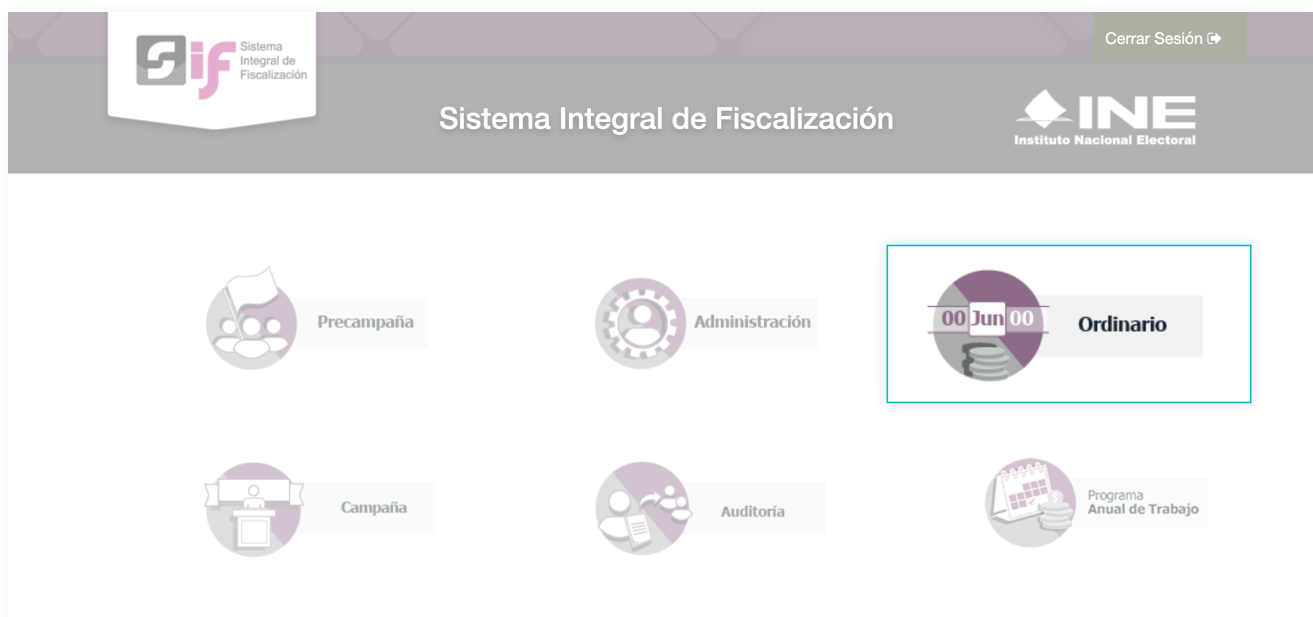 Sif
Sistema
Integral de
Fiscalización
Cerrar Sesión
Sistema Integral de Fiscalización
INE
Instituto Nacional Electoral
Precampaña
Administración
00 Jun 00
Ordinario
Campaña
Auditoría
$
Programa
Anual de Trabajo